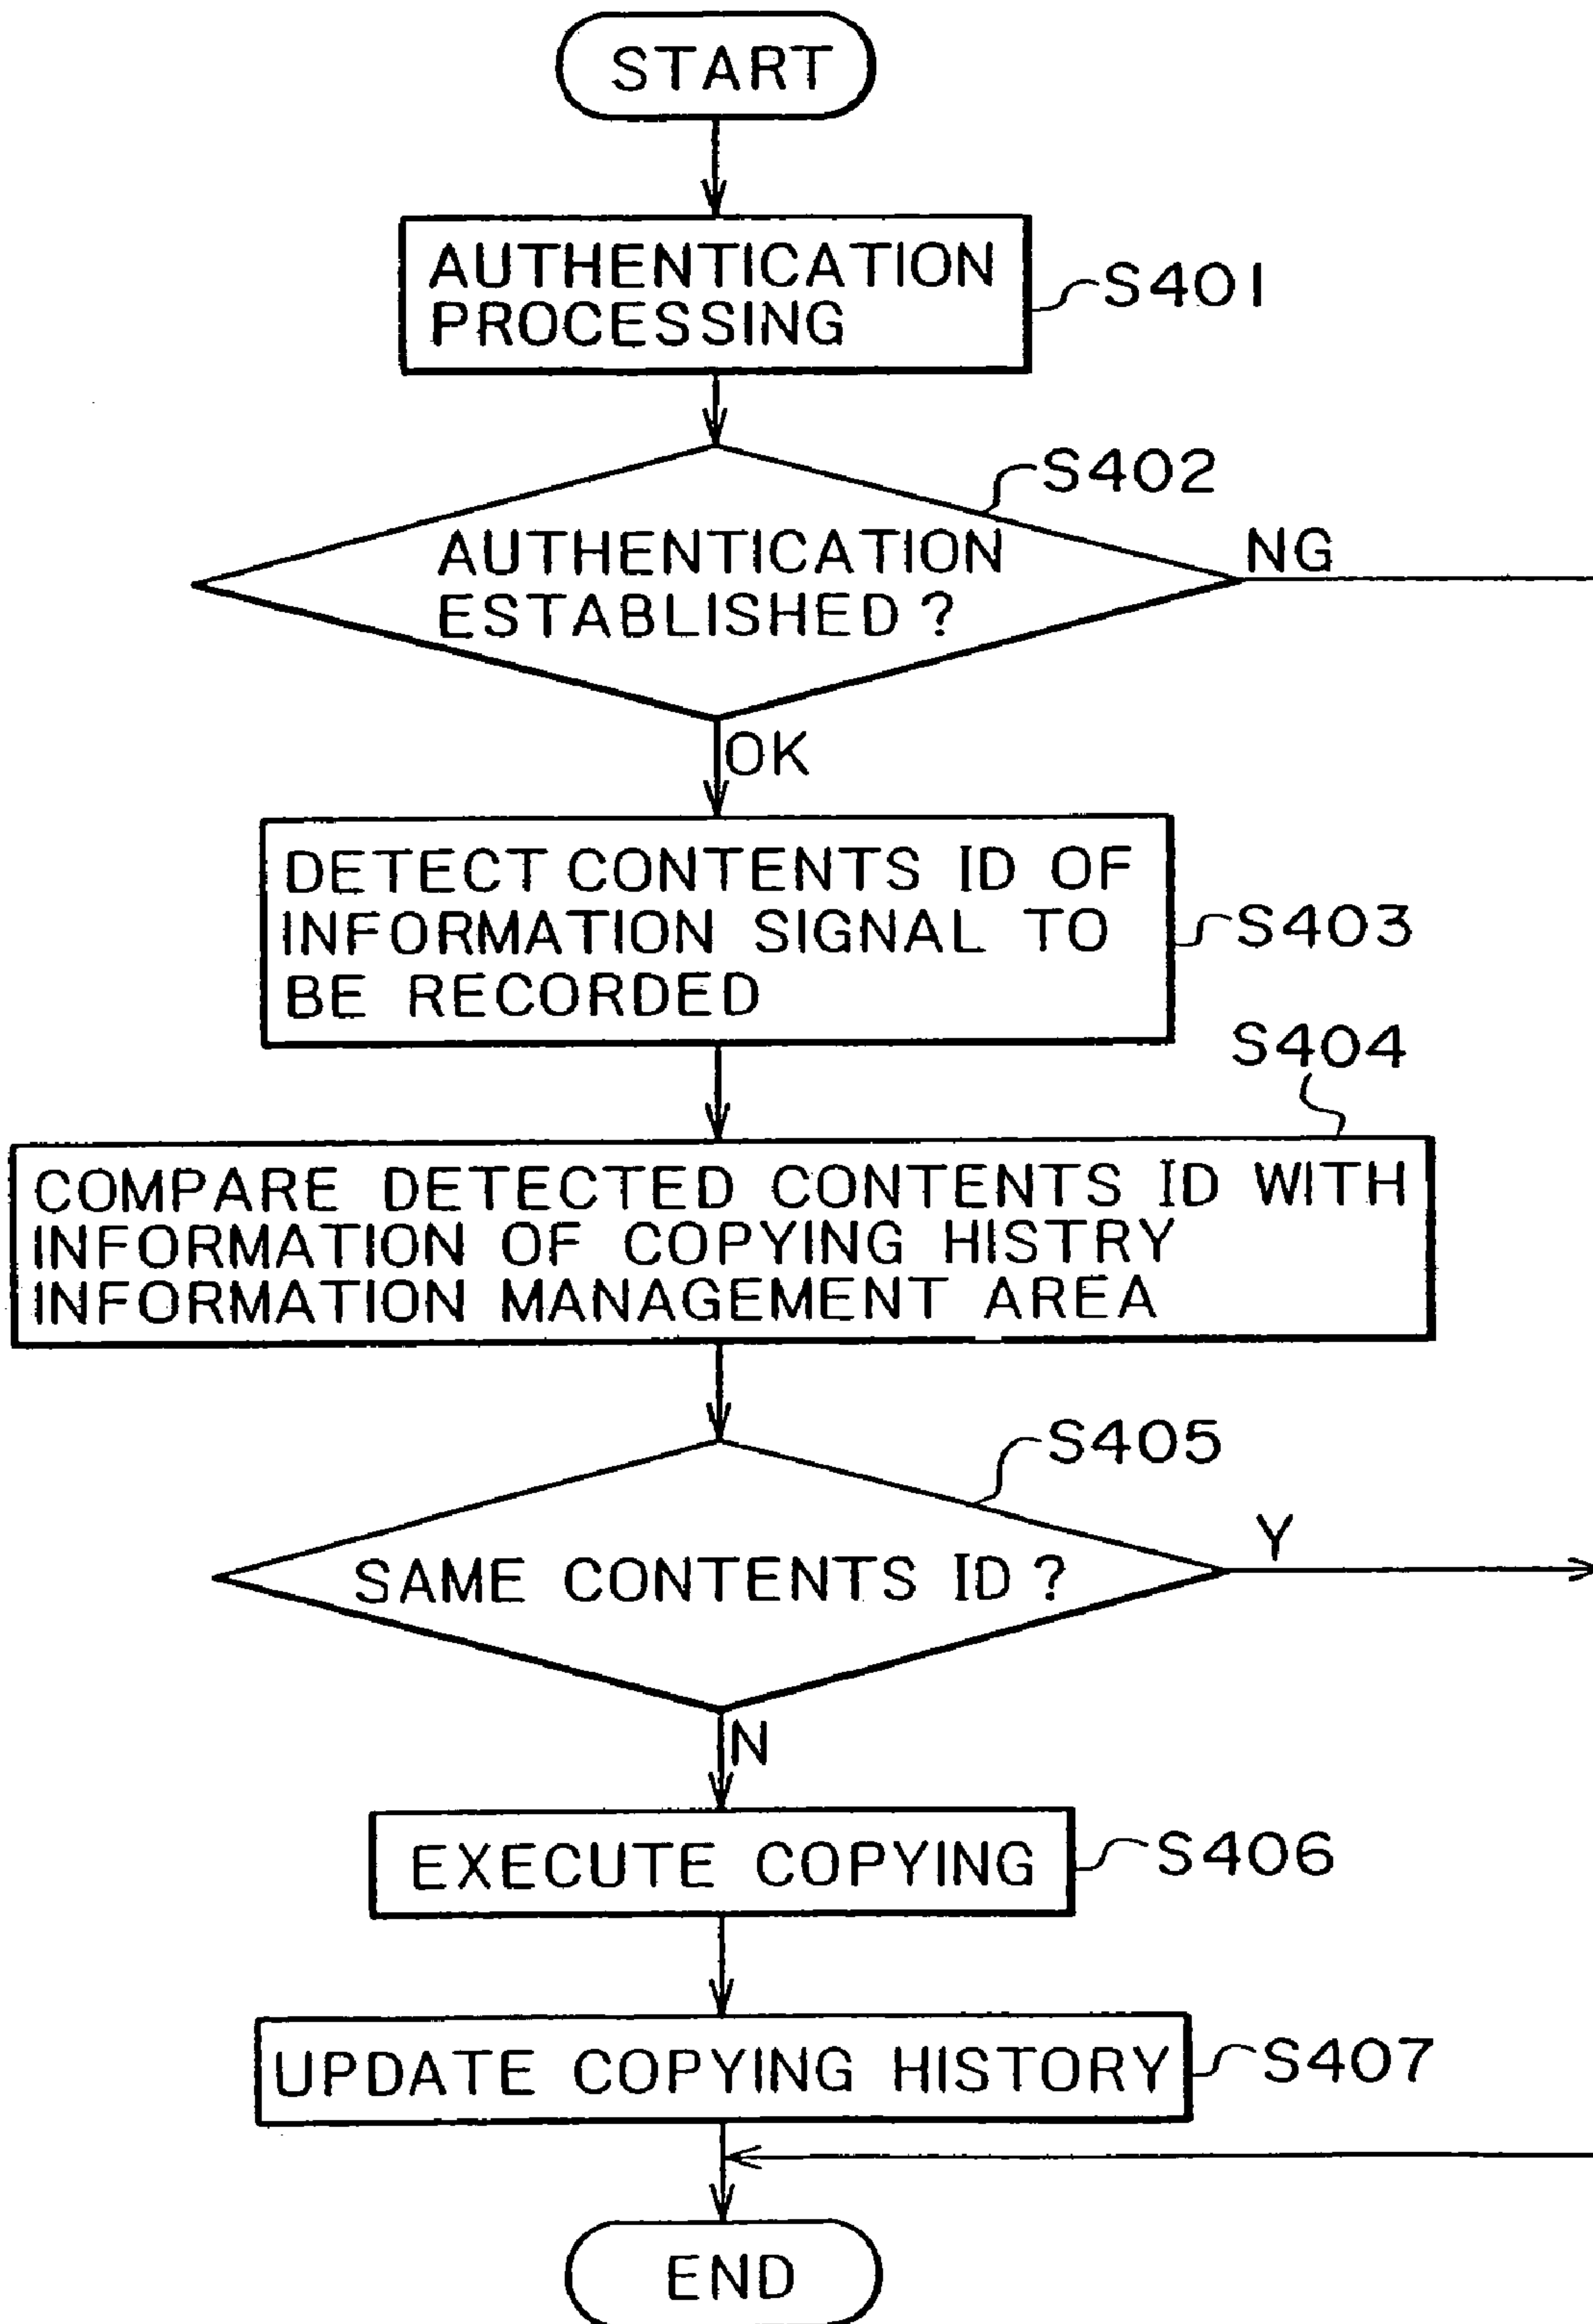 START
AUTHENTICATION
PROCESSING
S401
S402
AUTHENTICATION
ESTABLISHED ?
NG
OK
DETECT CONTENTS ID OF
INFORMATION SIGNAL TO
BE RECORDED
S403
S404
COMPARE DETECTED CONTENTS ID WITH
INFORMATION OF COPYING HISTRY
INFORMATION MANAGEMENT AREA
S405
SAME CONTENTS ID ?
Y
N
EXECUTE COPYING
S406
UPDATE COPYING HISTORY
S407
END